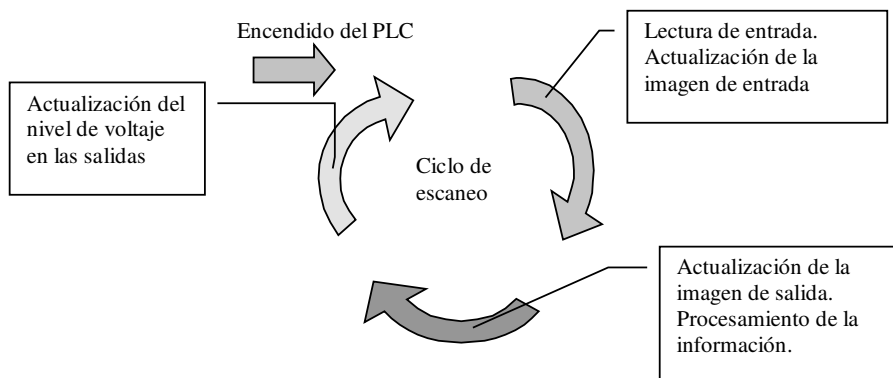 Encendido del PLC
Lectura de entrada.
Actualización de la
imagen de entrada
Actualización del
nivel de voltaje
en las salidas
Ciclo de
escaneo
Actualización de la
imagen de salida.
Procesamiento de la
información.